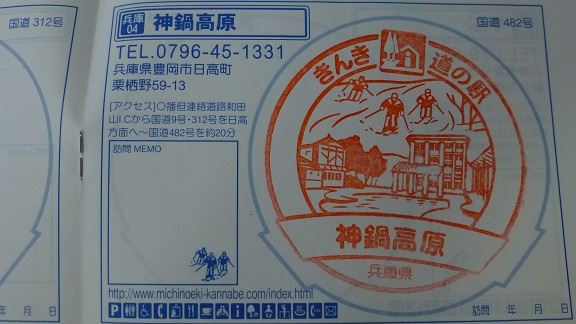 国道 312号
兵庫 04 神鍋高原
国道 482号
TEL.0796-45-1331
兵庫県豊岡市日高町
栗栖野59-13
[アクセス]○播但連絡道路和田
山I.Cから国道9号・312号を日高
方面へ〜国道482号を約20分
訪問 MEMO
http://www.michinoeki-kannabe.com/index.html
きんき 道の駅
神鍋高原
兵庫県
年 月 日
訪問 年 月 日